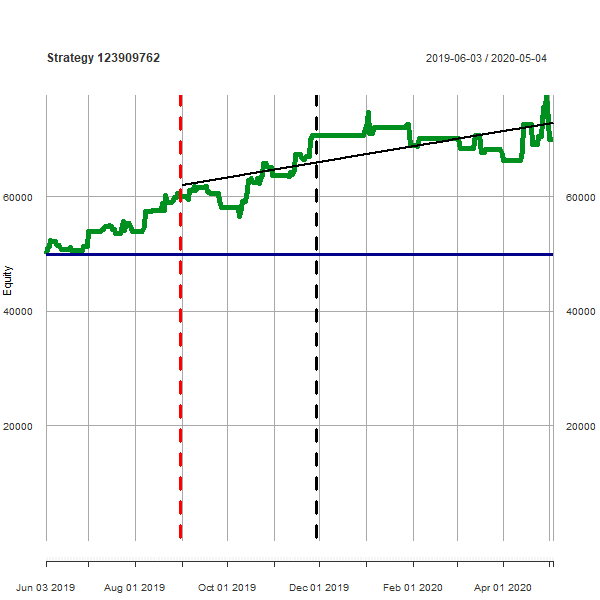 Strategy 123909762
2019-06-03 / 2020-05-04
60000
60000
40000
40000
20000
20000
Equity
Jun 03 2019
Aug 01 2019
Oct 01 2019
Dec 01 2019
Feb 01 2020
Apr 01 2020